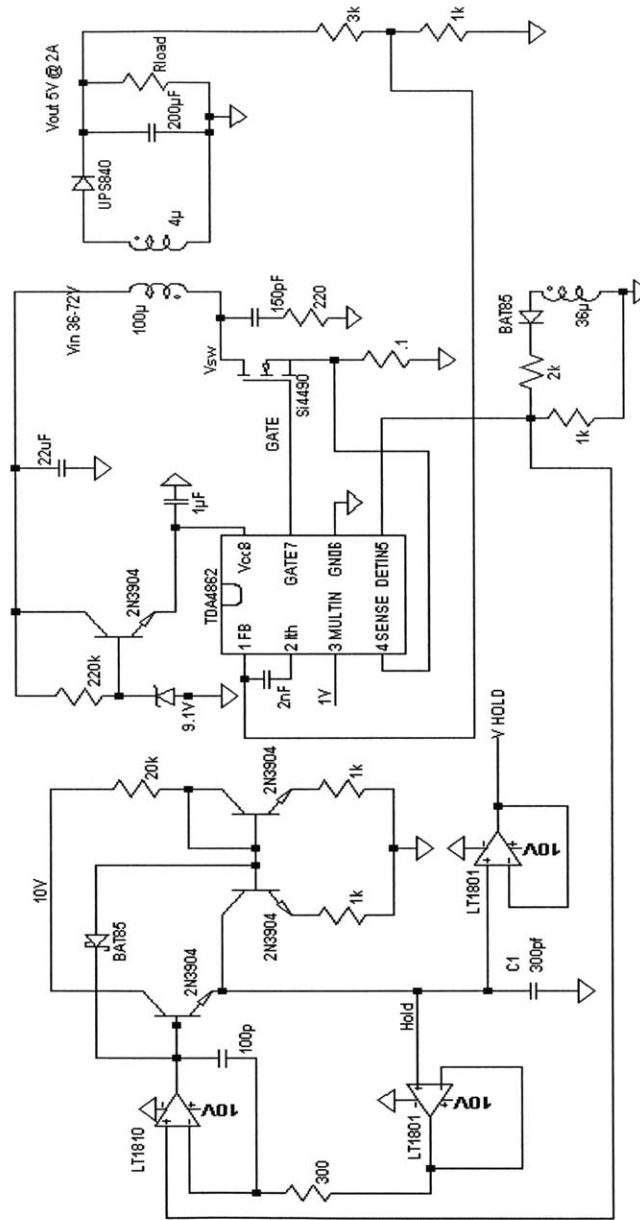 LT1810
10V
100p
300
LT1801
10V
Hold
2N3904
BAT85
10V
20k
2N3904
2N3904
1k
1k
C1
300pf
LT1801
10V
V HOLD
220k
9.1V
2N3904
22uF
1µF
TDA4862
1 FB
2 Ith
3 MULTIN
4 SENSE
Vcc8
GATE7
GND6
DETIN5
2nF
1V
GATE
Si4490
Vsw
Vin 36-72V
100µ
150pF
220
.1
4µ
UPS840
Vout 5V @ 2A
200µF
Rload
3k
1k
BAT85
36µ
2k
1k